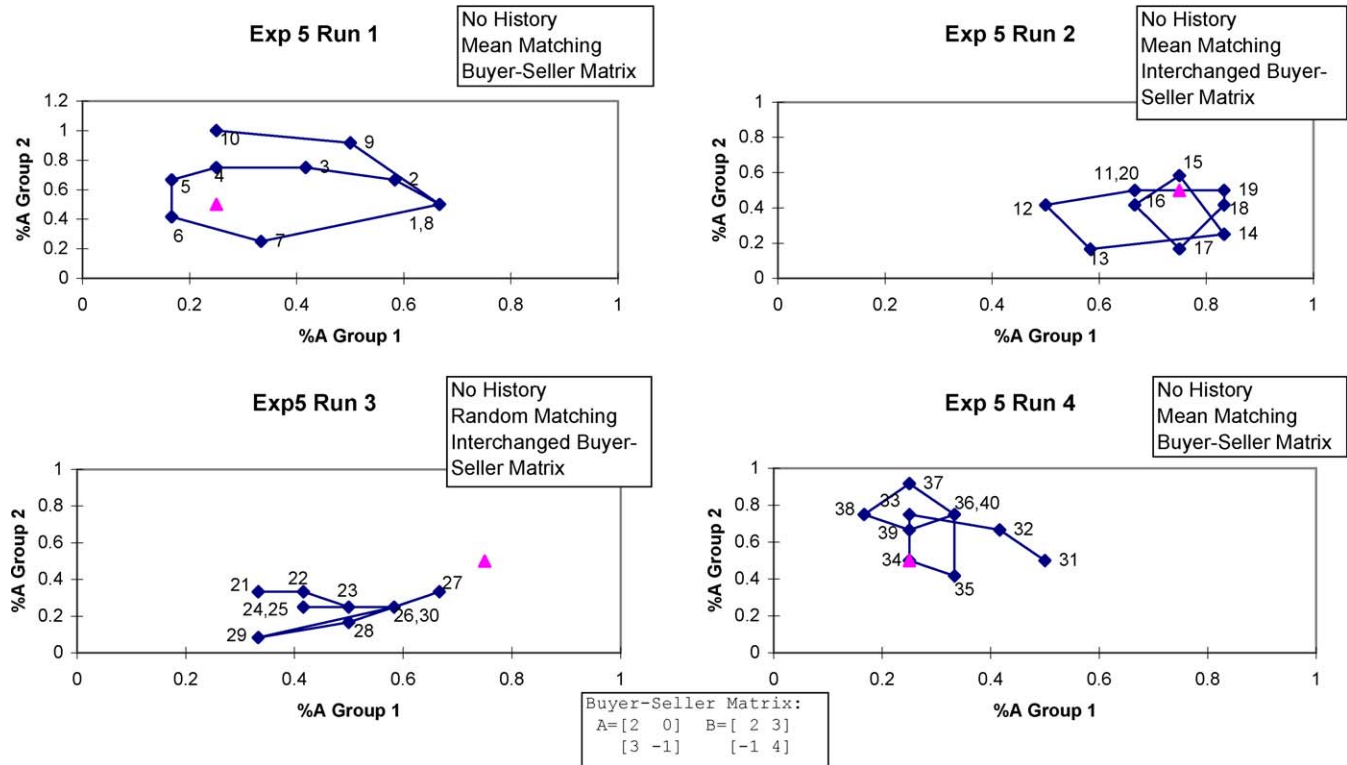 Exp 5 Run 1
No History
Mean Matching
Buyer-Seller Matrix
%A Group 2
1.2
1
0.8
0.6
0.4
0.2
0
10
9
5
4
3
2
6
7
1,8
0 0.2 0.4 0.6 0.8 1
%A Group 1
Exp 5 Run 2
No History
Mean Matching
Interchanged Buyer-
Seller Matrix
%A Group 2
1
0.8
0.6
0.4
0.2
0
15
11,20
19
12
16
18
14
13
17
0 0.2 0.4 0.6 0.8 1
%A Group 1
Exp5 Run 3
No History
Random Matching
Interchanged Buyer-
Seller Matrix
%A Group 2
1
0.8
0.6
0.4
0.2
0
21
22
23
27
24,25
26,30
29
28
0 0.2 0.4 0.6 0.8 1
%A Group 1
Exp 5 Run 4
No History
Mean Matching
Buyer-Seller Matrix
%A Group 2
1
0.8
0.6
0.4
0.2
0
37
33
36,40
38
39
32
34
31
35
0 0.2 0.4 0.6 0.8 1
%A Group 1
Buyer-Seller Matrix:
A=[2 0] B=[ 2 3]
[3 -1] [-1 4]